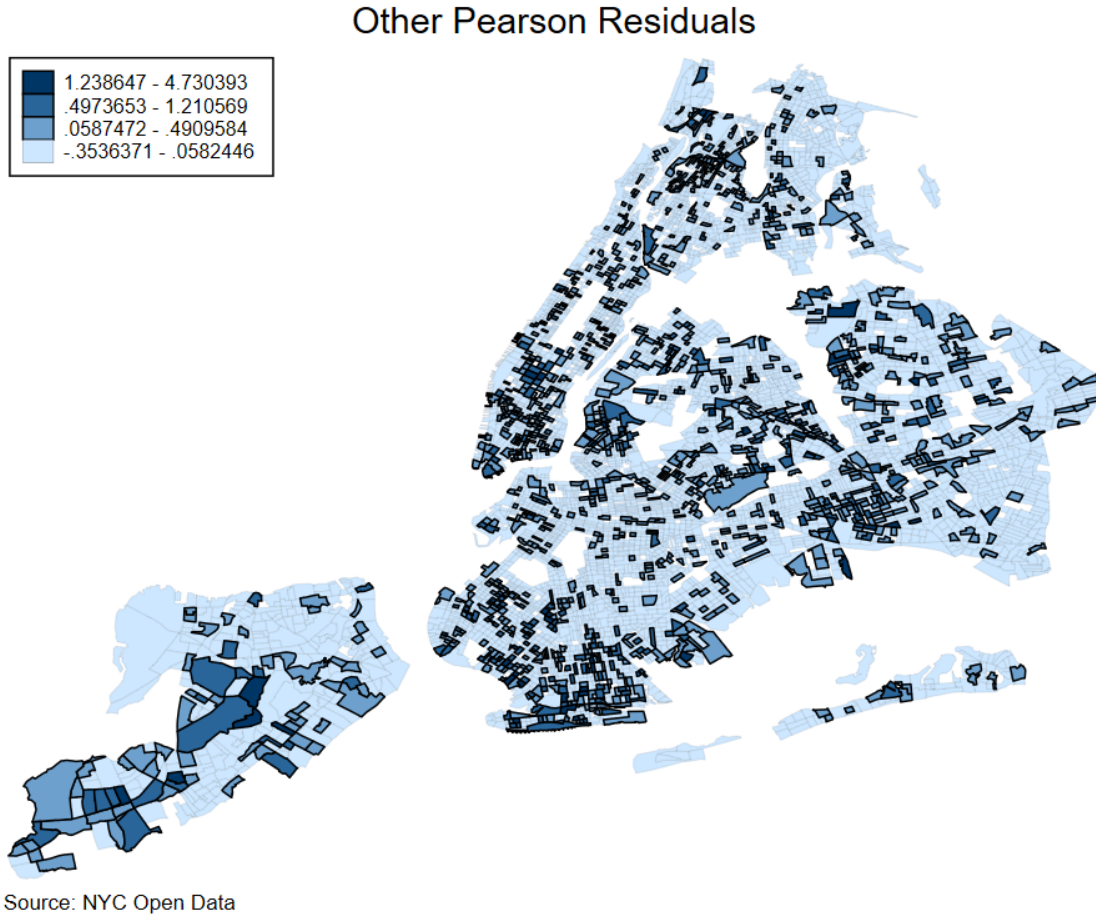 Other Pearson Residuals
1.238647 - 4.730393
.4973653 - 1.210569
.0587472 - .4909584
-.3536371 - .0582446
Source: NYC Open Data